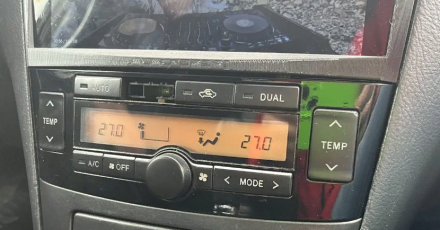 AUTO DUAL
TEMP 27.0 27.0 TEMP
A/C OFF < MODE >